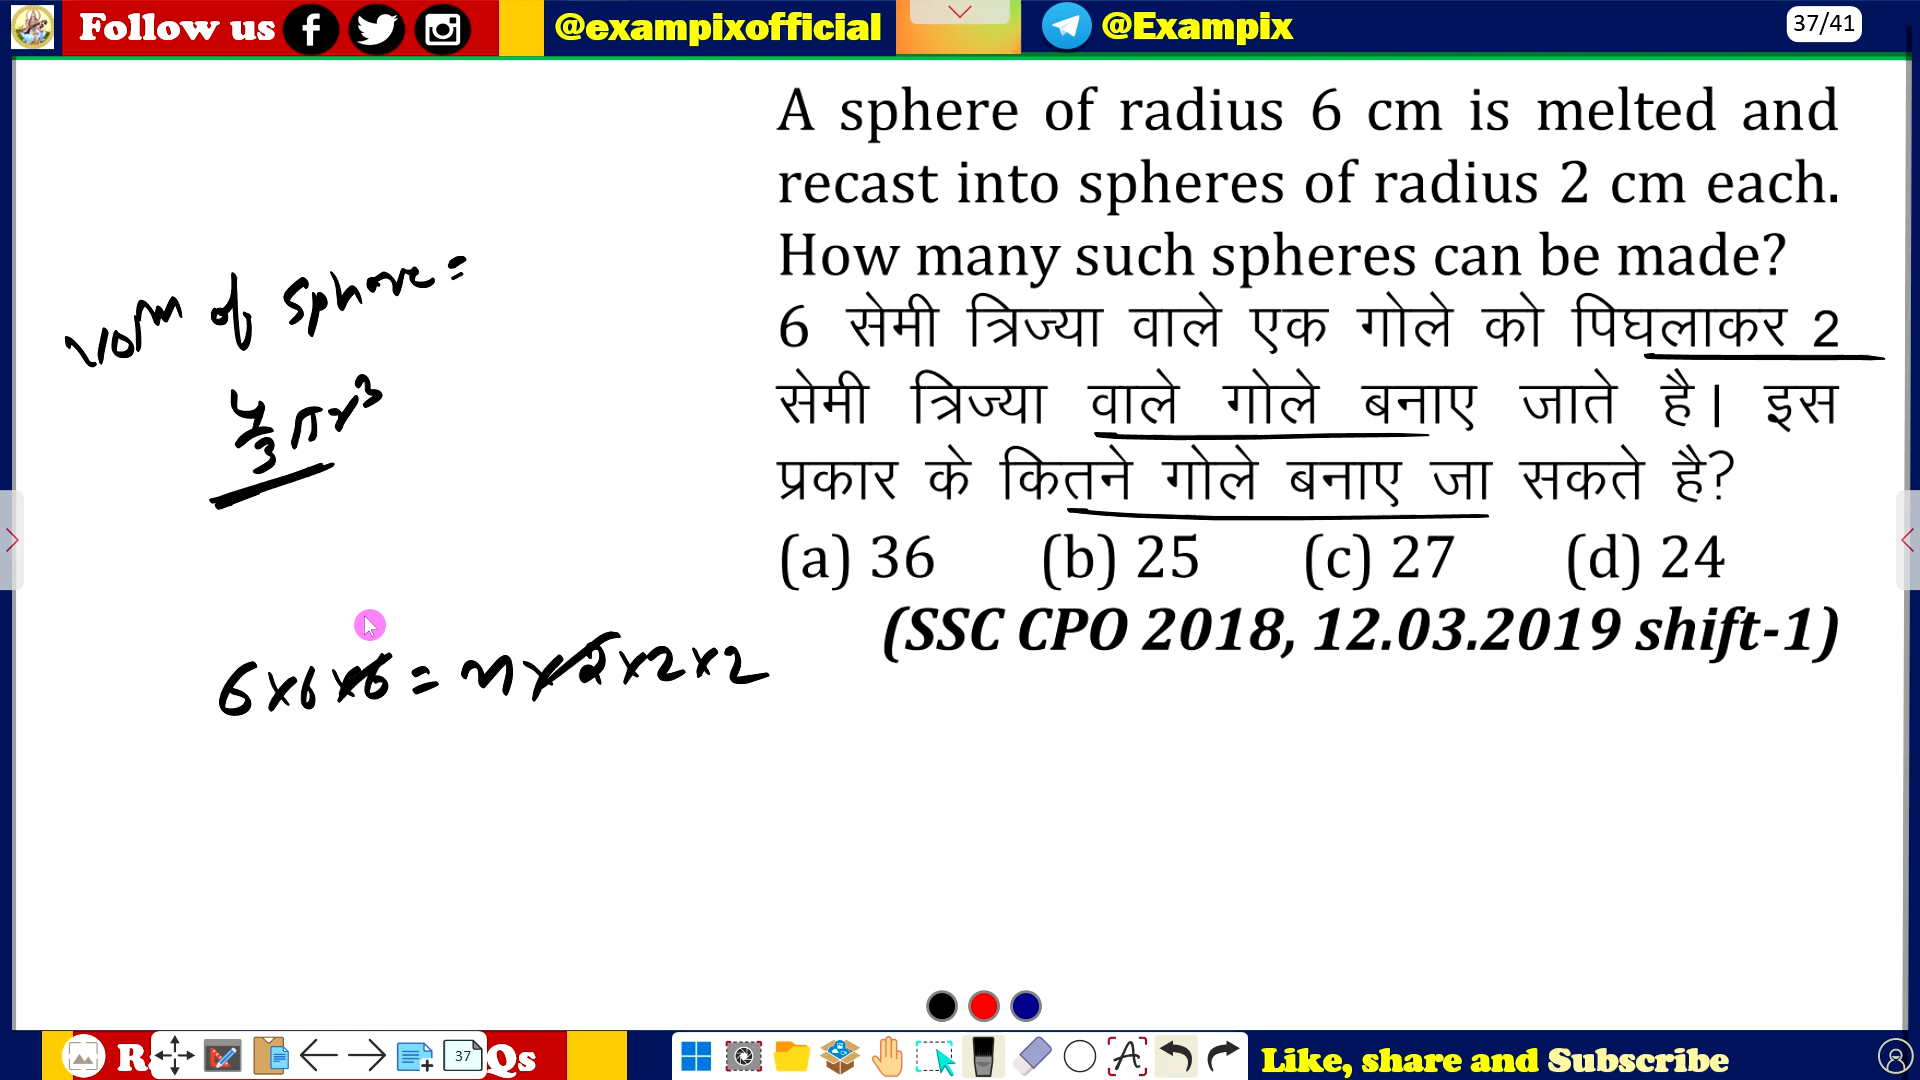 Follow us
@exampixofficial
@Exampix
37/41
A sphere of radius 6 cm is melted and
recast into spheres of radius 2 cm each.
How many such spheres can be made?
6 सेमी त्रिज्या वाले एक गोले को पिघलाकर 2
सेमी त्रिज्या वाले गोले बनाए जाते है। इस
प्रकार के कितने गोले बनाए जा सकते है?
(a) 36 (b) 25 (c) 27 (d) 24
(SSC CPO 2018, 12.03.2019 shift-1)
of sphere =
4/3 πr³
6×6×6 = n×2×2×2
37
Qs
Like, share and Subscribe